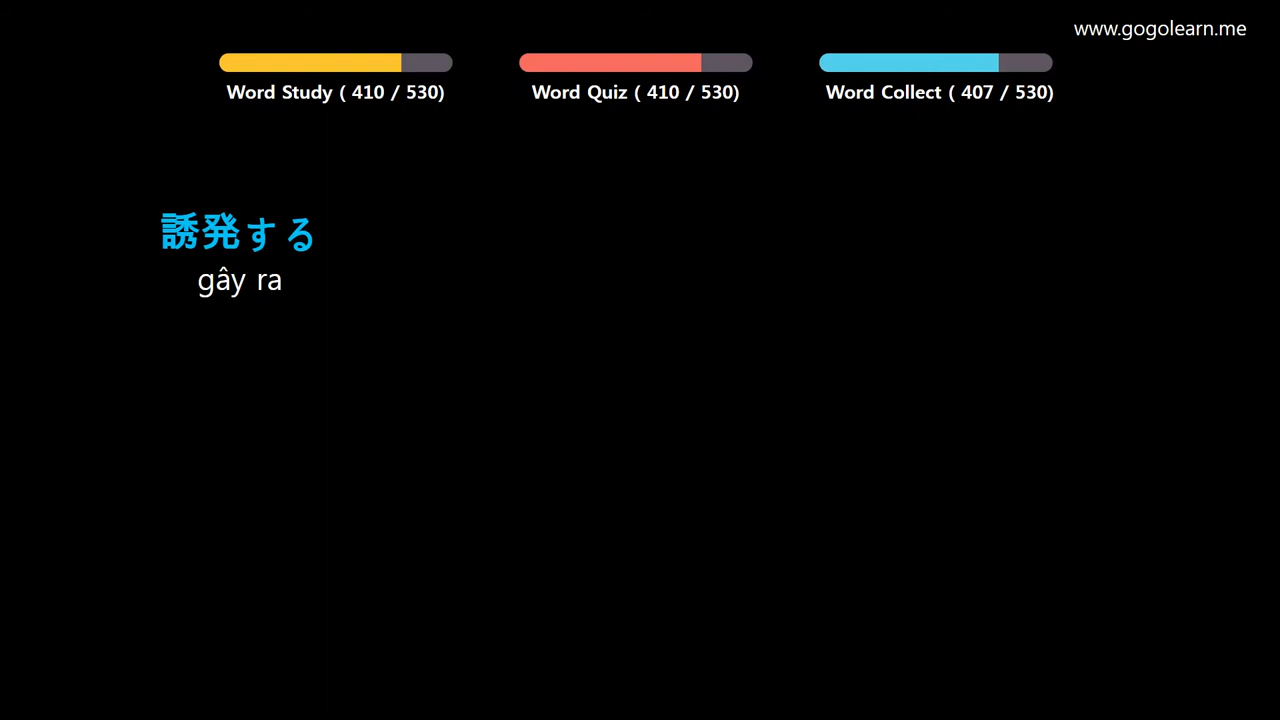 www.gogolearn.me
Word Study ( 410 / 530)
Word Quiz ( 410 / 530)
Word Collect ( 407 / 530)
誘発する
gây ra